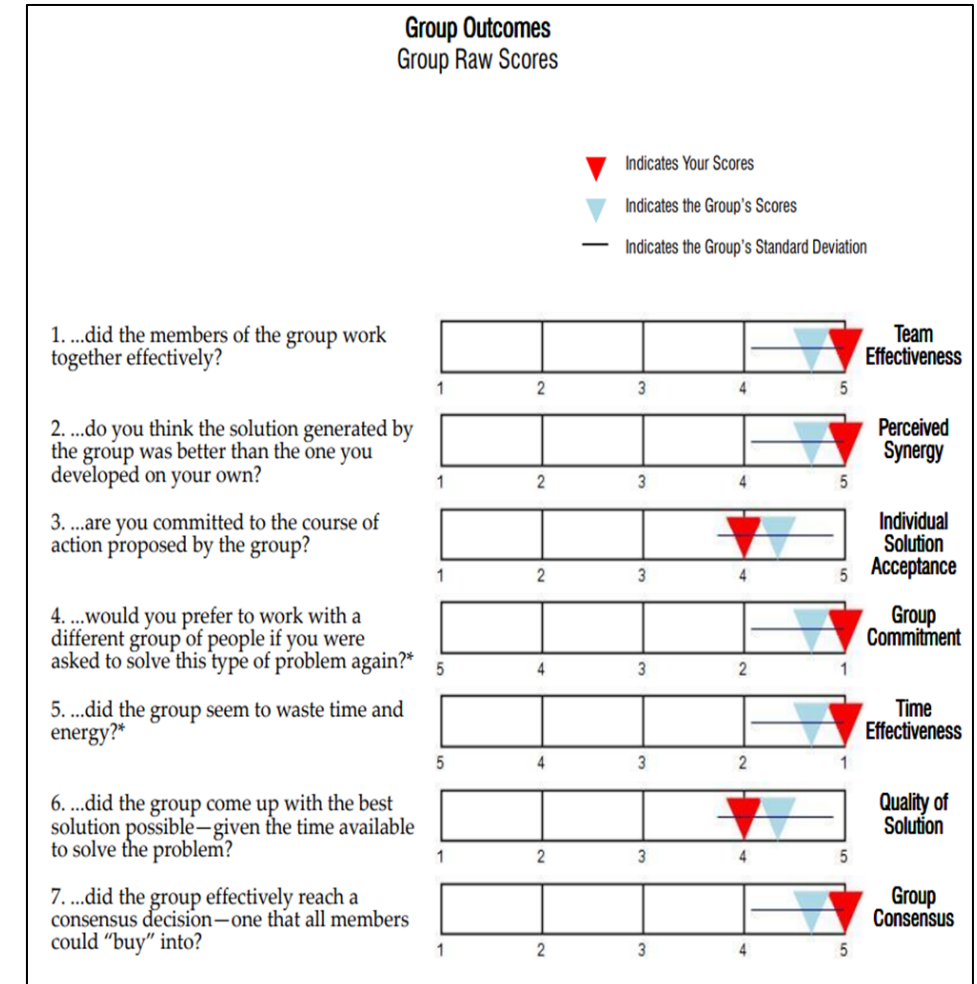 Group Outcomes
Group Raw Scores
Indicates Your Scores
Indicates the Group's Scores
Indicates the Group's Standard Deviation
1. ...did the members of the group work
together effectively?
1 2 3 4 5
Team
Effectiveness
2. ...do you think the solution generated by
the group was better than the one you
developed on your own?
1 2 3 4 5
Perceived
Synergy
3. ...are you committed to the course of
action proposed by the group?
1 2 3 4 5
Individual
Solution
Acceptance
4. ...would you prefer to work with a
different group of people if you were
asked to solve this type of problem again?*
5 4 3 2 1
Group
Commitment
5. ...did the group seem to waste time and
energy?*
5 4 3 2 1
Time
Effectiveness
6. ...did the group come up with the best
solution possible—given the time available
to solve the problem?
1 2 3 4 5
Quality of
Solution
7. ...did the group effectively reach a
consensus decision—one that all members
could "buy" into?
1 2 3 4 5
Group
Consensus